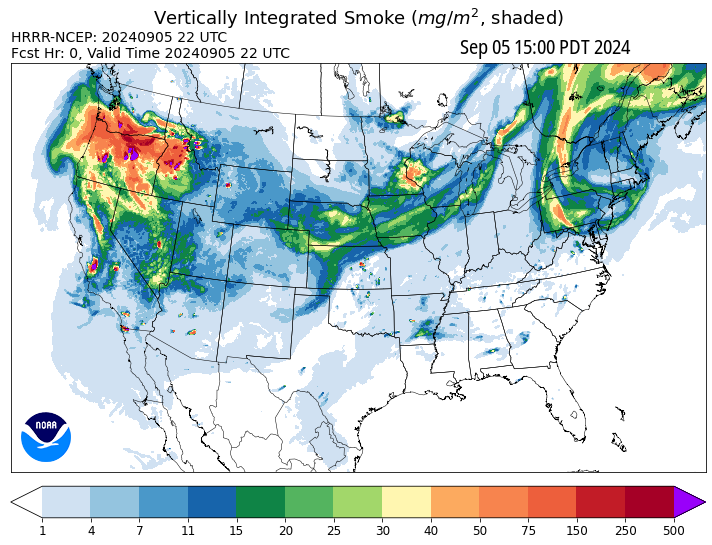 Vertically Integrated Smoke (mg/m², shaded)
HRRR-NCEP: 20240905 22 UTC
Fcst Hr: 0, Valid Time 20240905 22 UTC
Sep 05 15:00 PDT 2024
NOAA
1 4 7 11 15 20 25 30 40 50 75 150 250 500